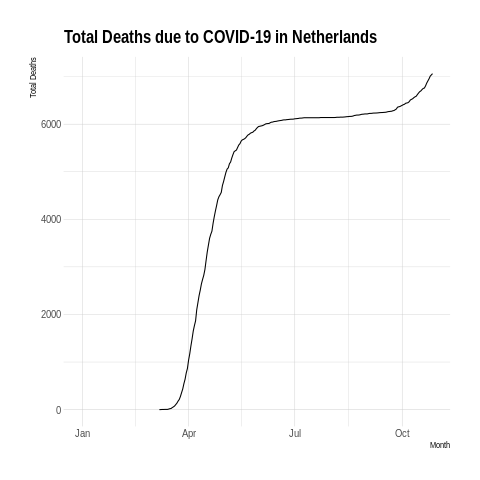 Total Deaths due to COVID-19 in Netherlands
Total Deaths
6000
4000
2000
0
Jan Apr Jul Oct
Month